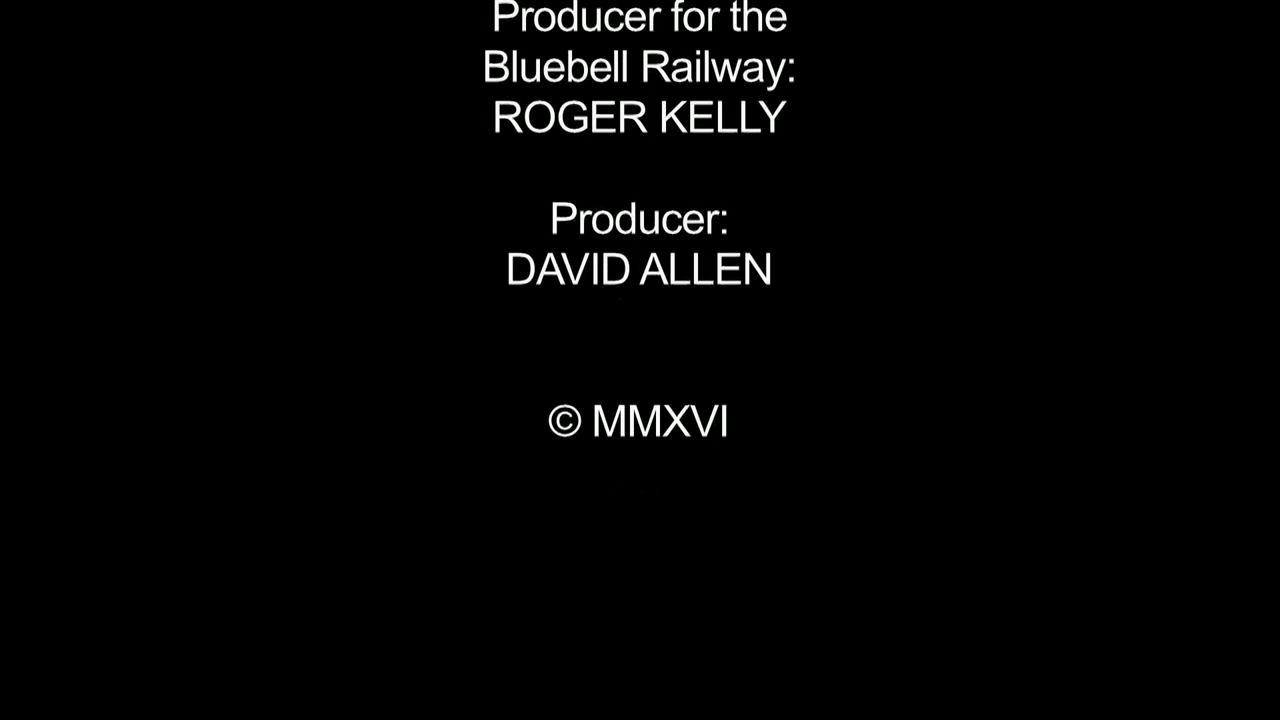 Producer for the
Bluebell Railway:
ROGER KELLY
Producer:
DAVID ALLEN
© MMXVI